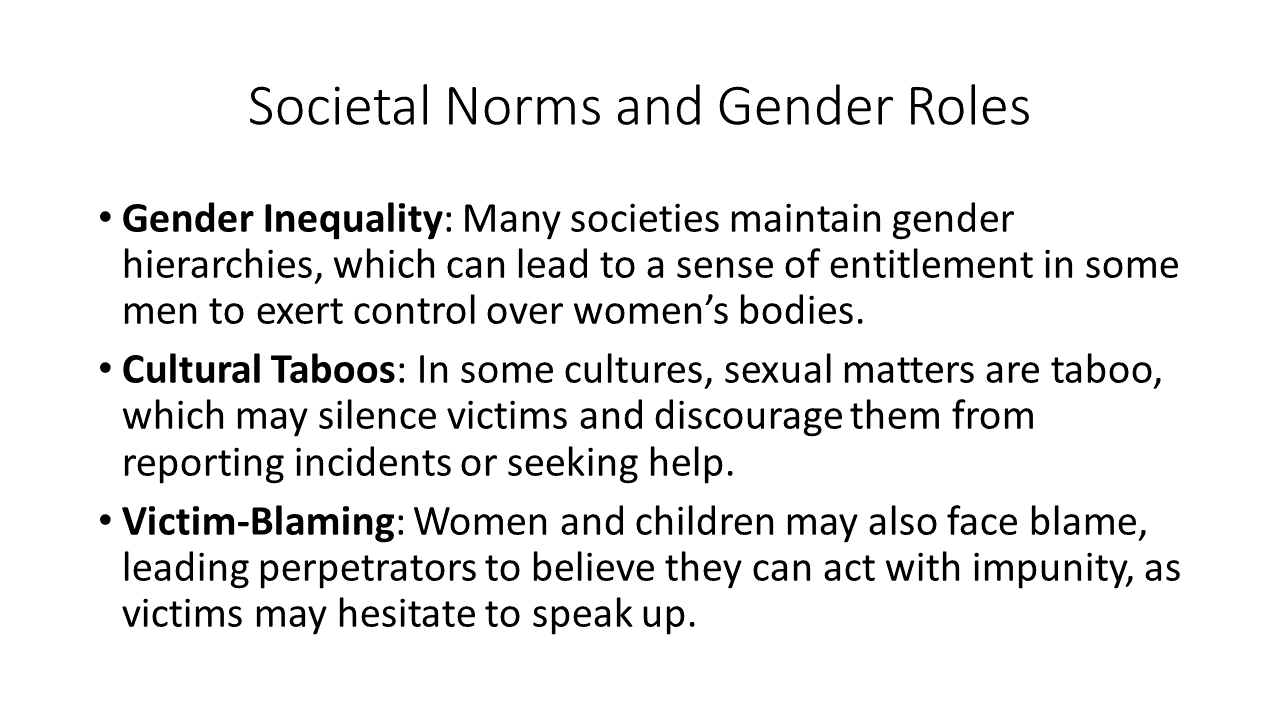 Societal Norms and Gender Roles
• Gender Inequality: Many societies maintain gender
hierarchies, which can lead to a sense of entitlement in some
men to exert control over women’s bodies.
• Cultural Taboos: In some cultures, sexual matters are taboo,
which may silence victims and discourage them from
reporting incidents or seeking help.
• Victim-Blaming: Women and children may also face blame,
leading perpetrators to believe they can act with impunity, as
victims may hesitate to speak up.